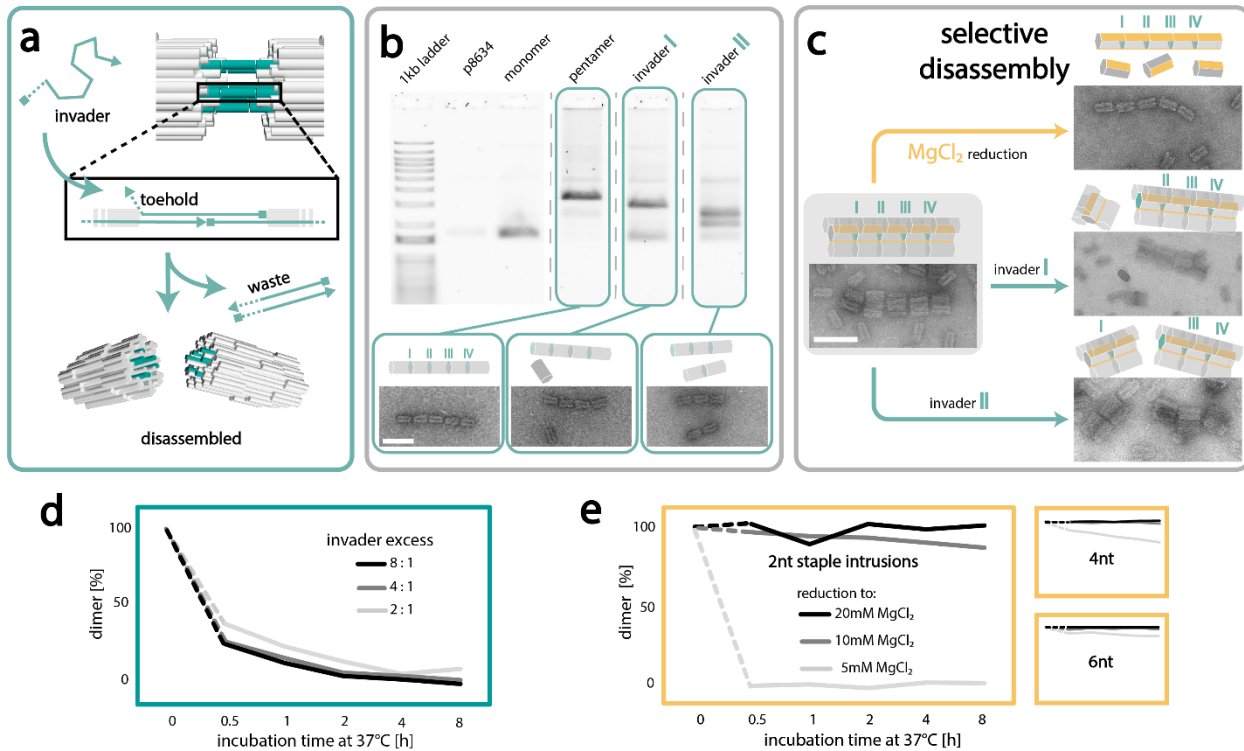 a
invader
toehold
waste
disassembled
b
1kb ladder
p8634
monomer
pentamer
invader I
invader II
I II III IV
c
selective
disassembly
I II III IV
MgCl₂ reduction
I II III IV
II III IV
invader I
I III IV
invader II
d
dimer [%]
100
50
0
invader excess
8 : 1
4 : 1
2 : 1
0 0.5 1 2 4 8
incubation time at 37°C [h]
e
dimer [%]
100
50
0
2nt staple intrusions
reduction to:
20mM MgCl₂
10mM MgCl₂
5mM MgCl₂
0 0.5 1 2 4 8
incubation time at 37°C [h]
4nt
6nt